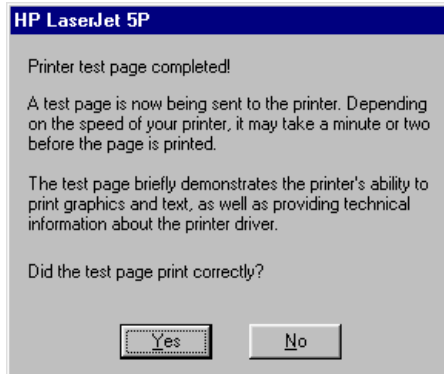 HP LaserJet 5P
Printer test page completed!
A test page is now being sent to the printer. Depending
on the speed of your printer, it may take a minute or two
before the page is printed.
The test page briefly demonstrates the printer's ability to
print graphics and text, as well as providing technical
information about the printer driver.
Did the test page print correctly?
Yes No